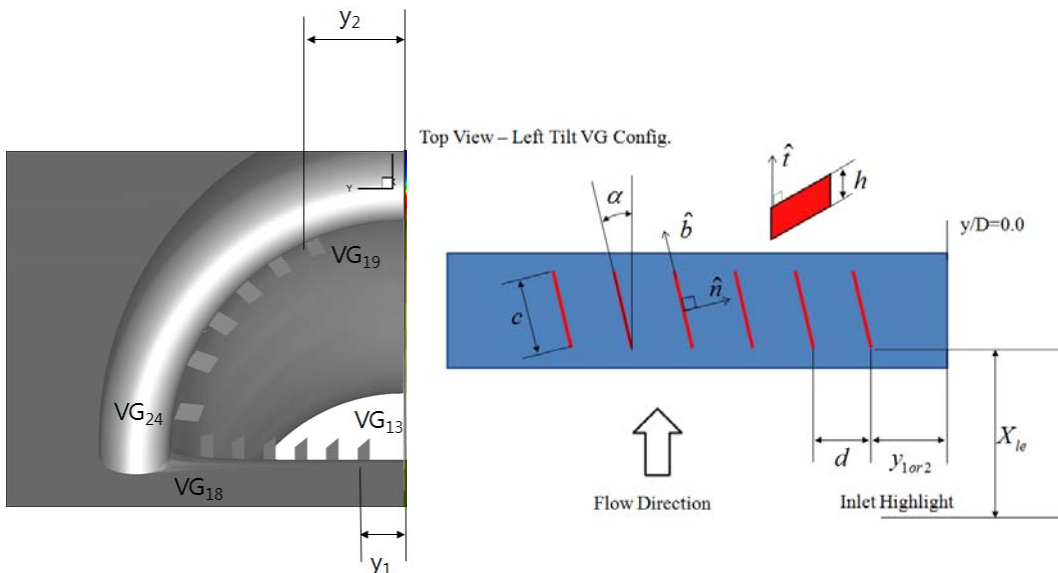 y2
VG19
VG24
VG13
VG18
y1
Y
Top View – Left Tilt VG Config.
t̂
h
α
b̂
n̂
y/D=0.0
c
d
y1or2
Xle
Flow Direction
Inlet Highlight